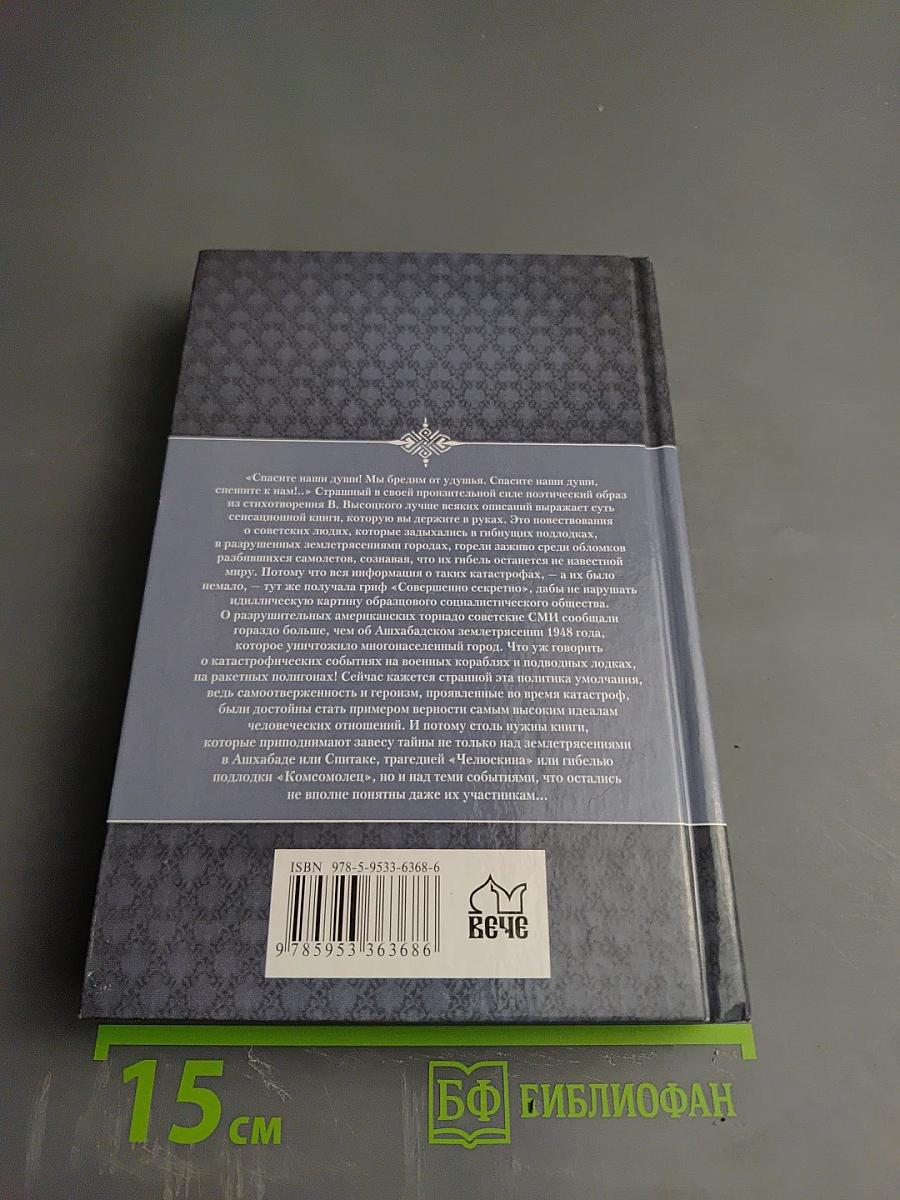 «Спасите наши души! Мы бредим от удушья. Спасите наши души,
спешите к нам!..» Страшный в своей пронзительной силе поэтический образ
из стихотворения В. Высоцкого лучше всяких описаний выражает суть
сенсационной книги, которую вы держите в руках. Это повествования
о советских людях, которые задыхались в гибнущих подлодках,
в разрушенных землетрясениями городах, горели заживо среди обломков
разбившихся самолетов, сознавая, что их гибель останется не известной
миру. Потому что вся информация о таких катастрофах, – а их было
немало, – тут же получала гриф «Совершенно секретно», дабы не нарушать
идиллическую картину образцового социалистического общества.
О разрушительных американских торнадо советские СМИ сообщали
гораздо больше, чем об Ашхабадском землетрясении 1948 года,
которое уничтожило многонаселенный город. Что уж говорить
о катастрофических событиях на военных кораблях и подводных лодках,
на ракетных полигонах! Сейчас кажется странной эта политика умолчания,
ведь самоотверженность и героизм, проявленные во время катастроф,
были достойны стать примером верности самым высоким идеалам
человеческих отношений. И потому столь нужны книги,
которые приподнимают завесу тайны не только над землетрясениями
в Ашхабаде или Спитаке, трагедией «Челюскина» или гибелью
подлодки «Комсомолец», но и над теми событиями, что остались
не вполне понятны даже их участникам...
ISBN 978-5-9533-6368-6
9 785953 363686
ВЕЧЕ
15 см
БФ БИБЛИОФАН